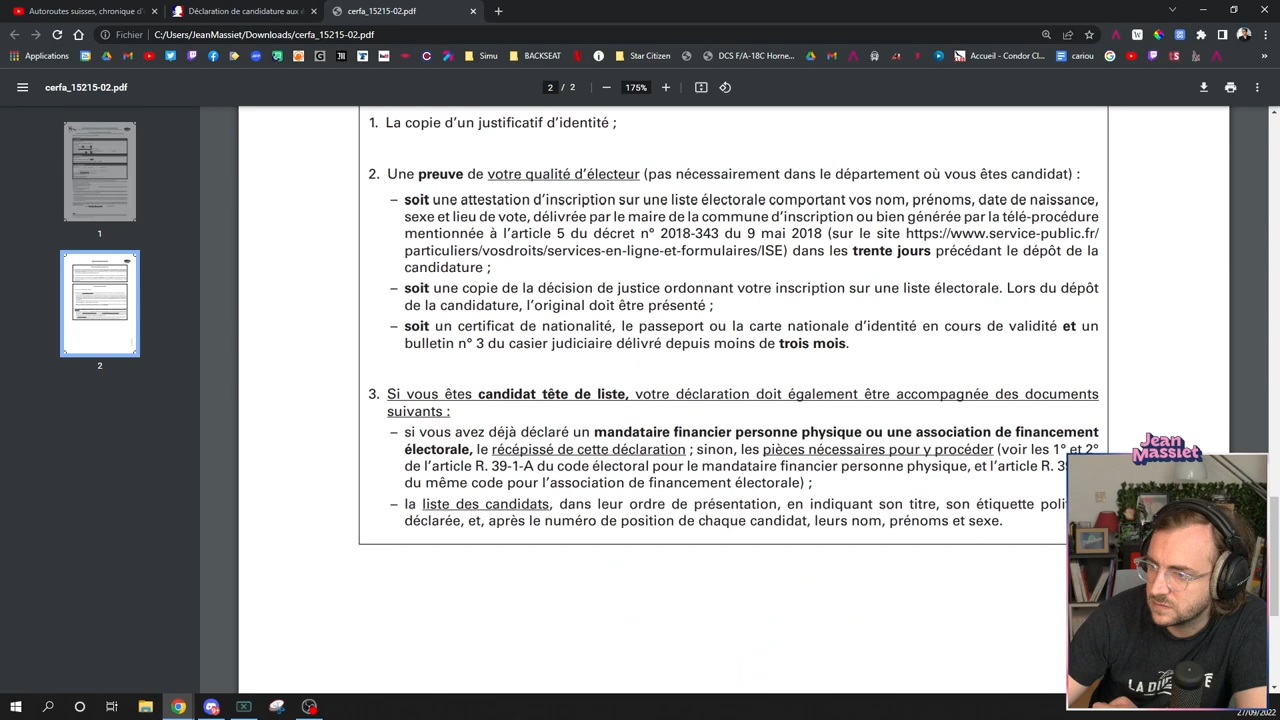 Autoroutes suisses, chronique d'
Déclaration de candidature aux é
cerfa_15215-02.pdf
Fichier
C:/Users/JeanMassiet/Downloads/cerfa_15215-02.pdf
Applications
Simu
BACKSEAT
Star Citizen
DCS F/A-18C Horne...
Accueil - Condor Cl...
cariou
cerfa_15215-02.pdf
2 / 2
175%
1. La copie d'un justificatif d'identité ;
2. Une preuve de votre qualité d'électeur (pas nécessairement dans le département où vous êtes candidat) :
– soit une attestation d'inscription sur une liste électorale comportant vos nom, prénoms, date de naissance,
sexe et lieu de vote, délivrée par le maire de la commune d'inscription ou bien générée par la télé-procédure
mentionnée à l'article 5 du décret n° 2018-343 du 9 mai 2018 (sur le site https://www.service-public.fr/
particuliers/vosdroits/services-en-ligne-et-formulaires/ISE) dans les trente jours précédant le dépôt de la
candidature ;
– soit une copie de la décision de justice ordonnant votre inscription sur une liste électorale. Lors du dépôt
de la candidature, l'original doit être présenté ;
– soit un certificat de nationalité, le passeport ou la carte nationale d'identité en cours de validité et un
bulletin n° 3 du casier judiciaire délivré depuis moins de trois mois.
3. Si vous êtes candidat tête de liste, votre déclaration doit également être accompagnée des documents
suivants :
– si vous avez déjà déclaré un mandataire financier personne physique ou une association de financement
électorale, le récépissé de cette déclaration ; sinon, les pièces nécessaires pour y procéder (voir les 1° et 2°
de l'article R. 39-1-A du code électoral pour le mandataire financier personne physique, et l'article R. 39
du même code pour l'association de financement électorale) ;
– la liste des candidats, dans leur ordre de présentation, en indiquant son titre, son étiquette polit
déclarée, et, après le numéro de position de chaque candidat, leurs nom, prénoms et sexe.
1
2
Jean
Massiet
27/09/2022